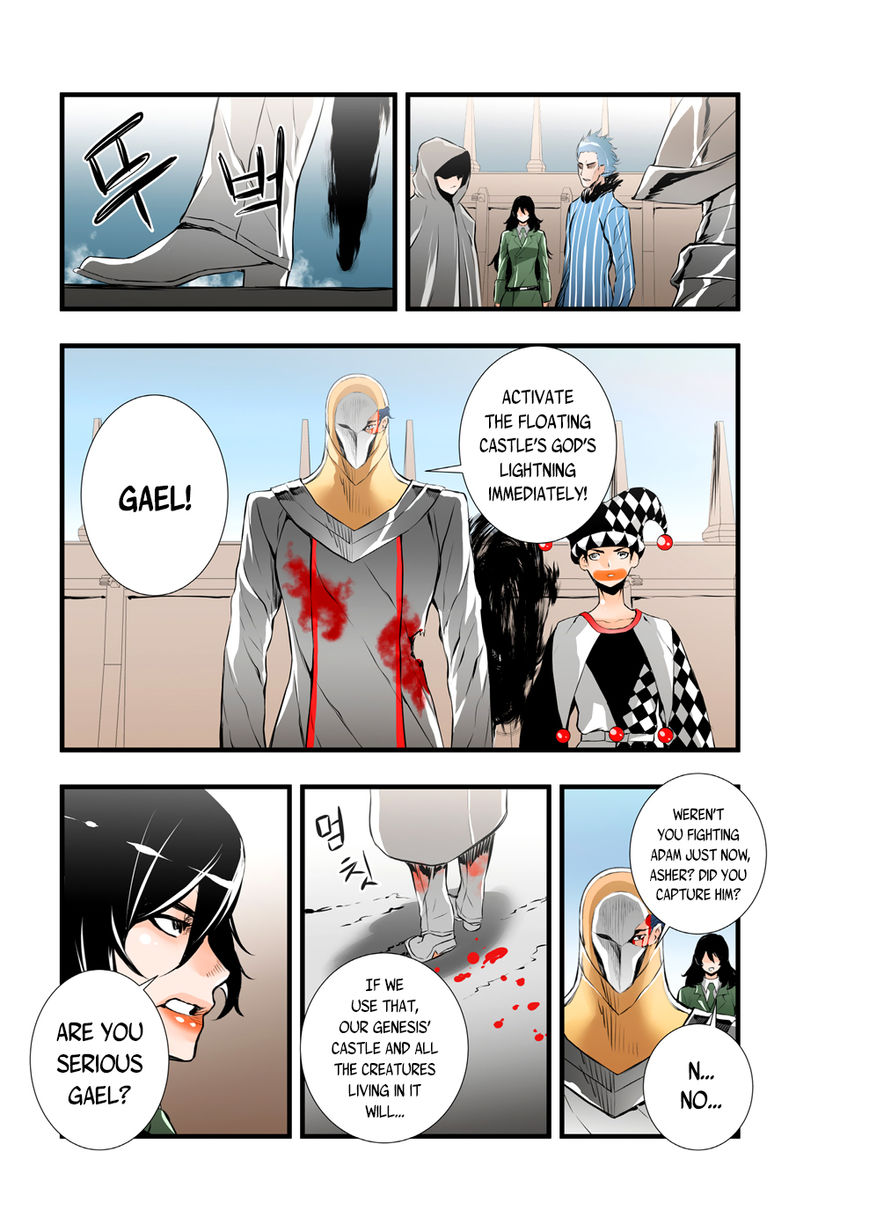 뚜벅
GAEL!
ACTIVATE
THE FLOATING
CASTLE'S GOD'S
LIGHTNING
IMMEDIATELY!
ARE YOU
SERIOUS
GAEL?
멈칫
IF WE
USE THAT,
OUR GENESIS'
CASTLE AND ALL
THE CREATURES
LIVING IN IT
WILL...
WEREN'T
YOU FIGHTING
ADAM JUST NOW,
ASHER? DID YOU
CAPTURE HIM?
N...
NO...